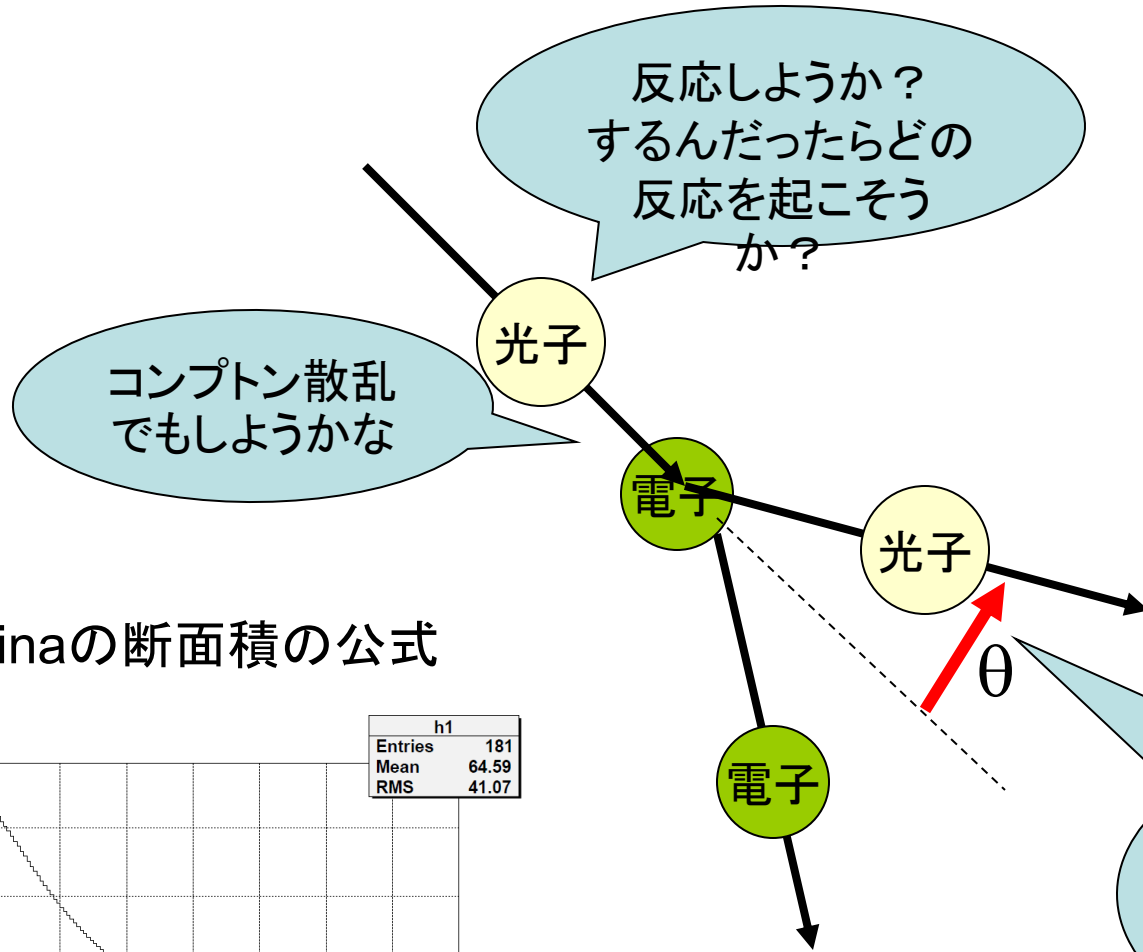 反応しようか？
するんだったらどの
反応を起こそう
か？
光子
コンプトン散乱
でもしようかな
電子
光子
inaの断面積の公式
θ
h1
Entries 181
Mean 64.59
RMS 41.07
電子